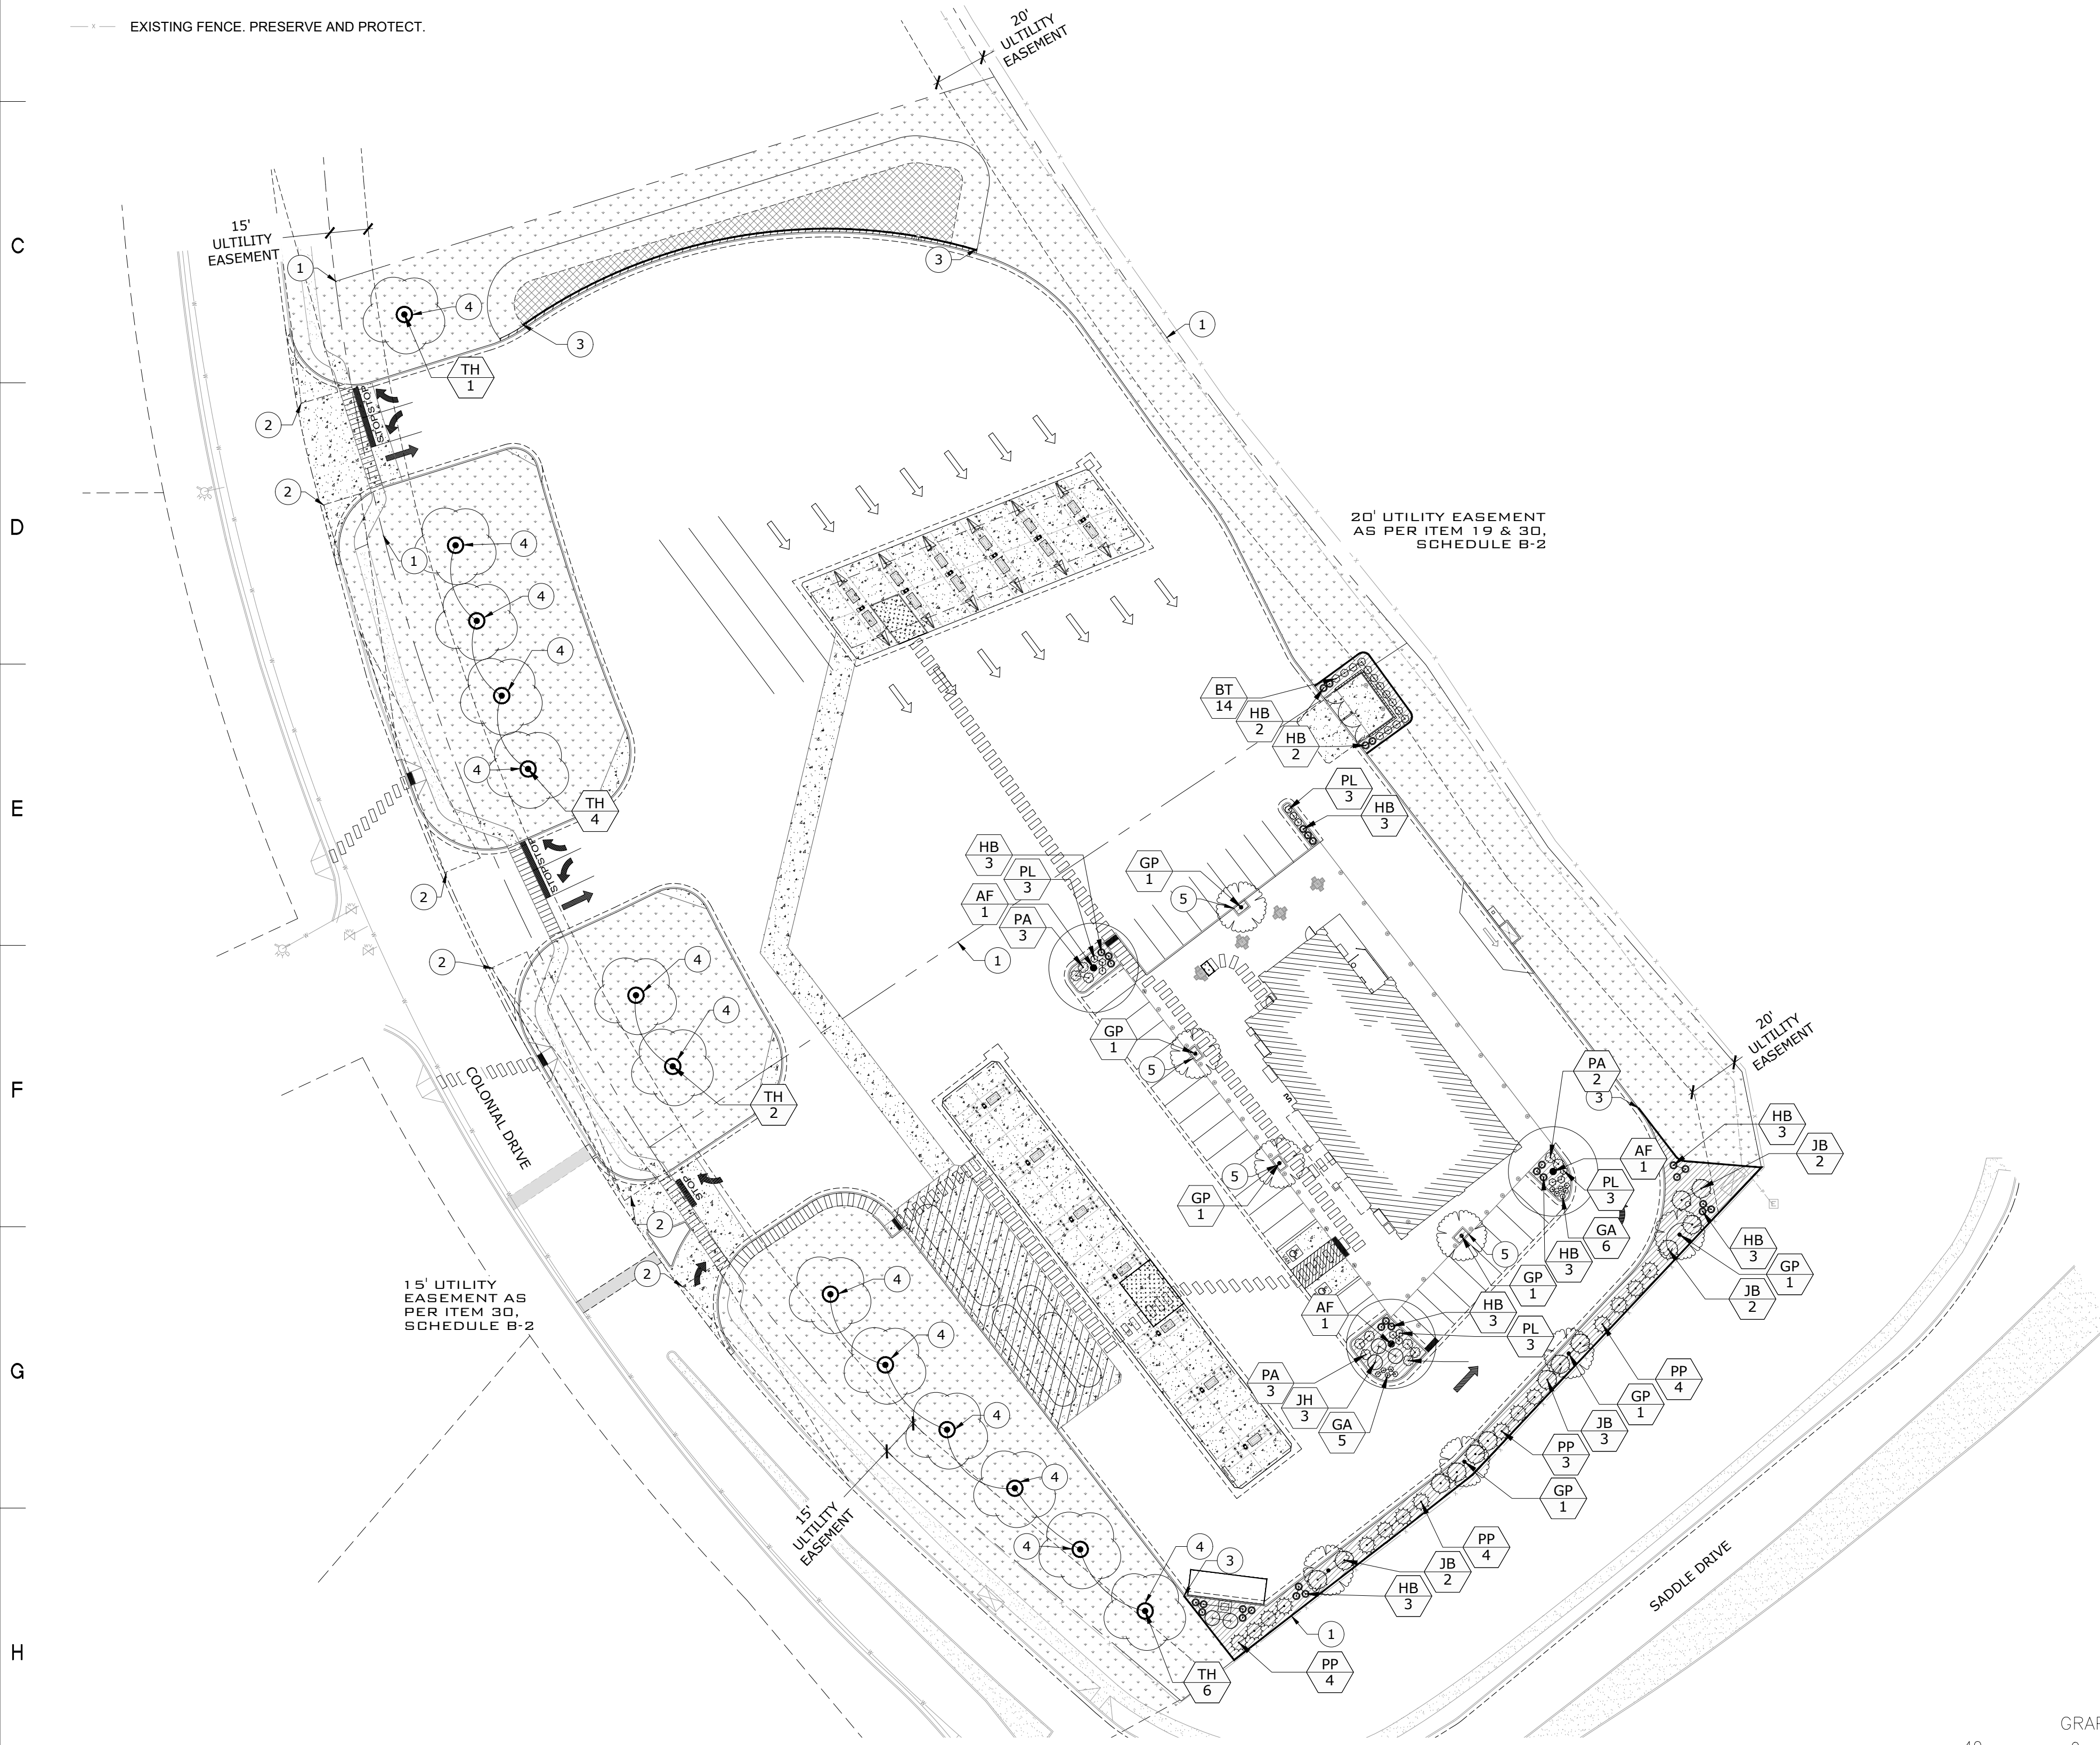 EXISTING FENCE. PRESERVE AND PROTECT.
20'
ULTILITY
EASEMENT
C
15'
ULTILITY
EASEMENT
1
4
3
3
1
TH
1
2
STOP
STOP
2
D
4
1
4
20' UTILITY EASEMENT
AS PER ITEM 19 & 30,
SCHEDULE B-2
4
4
BT
14
HB
2
HB
2
E
TH
4
PL
3
HB
3
STOP
STOP
2
HB
3
PL
3
AF
1
PA
3
GP
1
5
2
4
1
4
GP
1
5
20'
ULTILITY
EASEMENT
F
COLONIAL DRIVE
TH
2
PA
2
3
HB
3
JB
2
AF
1
PL
3
5
GP
1
STOP
2
GA
6
HB
3
5
GP
1
HB
3
GP
1
JB
2
2
4
15' UTILITY
EASEMENT AS
PER ITEM 30,
SCHEDULE B-2
AF
1
HB
3
PL
3
4
G
PA
3
JH
3
GA
5
PP
4
GP
1
JB
3
PP
3
4
4
GP
1
15'
ULTILITY
EASEMENT
4
4
3
PP
4
JB
2
HB
3
SADDLE DRIVE
1
H
TH
6
PP
4